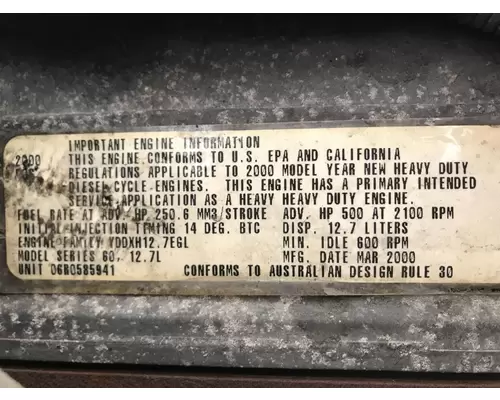 IMPORTANT ENGINE INFORMATION
2000 THIS ENGINE CONFORMS TO U.S. EPA AND CALIFORNIA
REGULATIONS APPLICABLE TO 2000 MODEL YEAR NEW HEAVY DUTY
DIESEL CYCLE ENGINES. THIS ENGINE HAS A PRIMARY INTENDED
SERVICE APPLICATION AS A HEAVY HEAVY DUTY ENGINE.
FUEL RATE AT ADV. HP 250.6 MM3/STROKE ADV. HP 500 AT 2100 RPM
INITIAL INJECTION TIMING 14 DEG. BTC DISP. 12.7 LITERS
ENGINE FAMILY YDDXH12.7EGL MIN. IDLE 600 RPM
MODEL SERIES 60, 12.7L MFG. DATE MAR 2000
UNIT 06R0585941 CONFORMS TO AUSTRALIAN DESIGN RULE 30